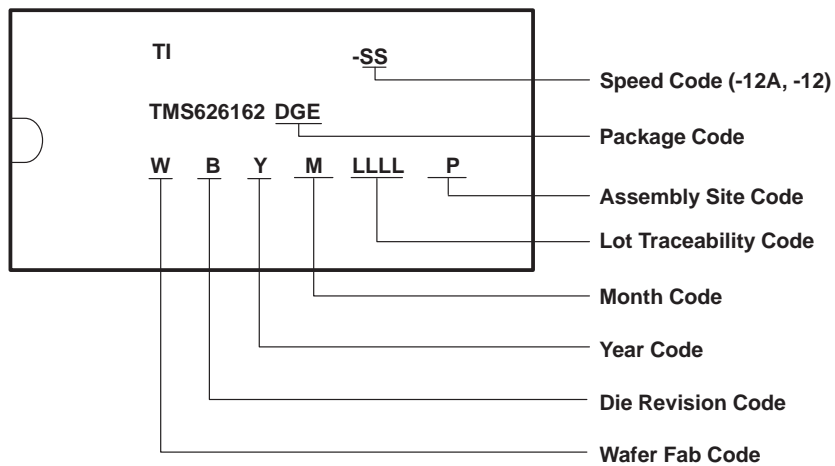 TI -SS
Speed Code (-12A, -12)
TMS626162 DGE
Package Code
W B Y M LLLL P
Assembly Site Code
Lot Traceability Code
Month Code
Year Code
Die Revision Code
Wafer Fab Code